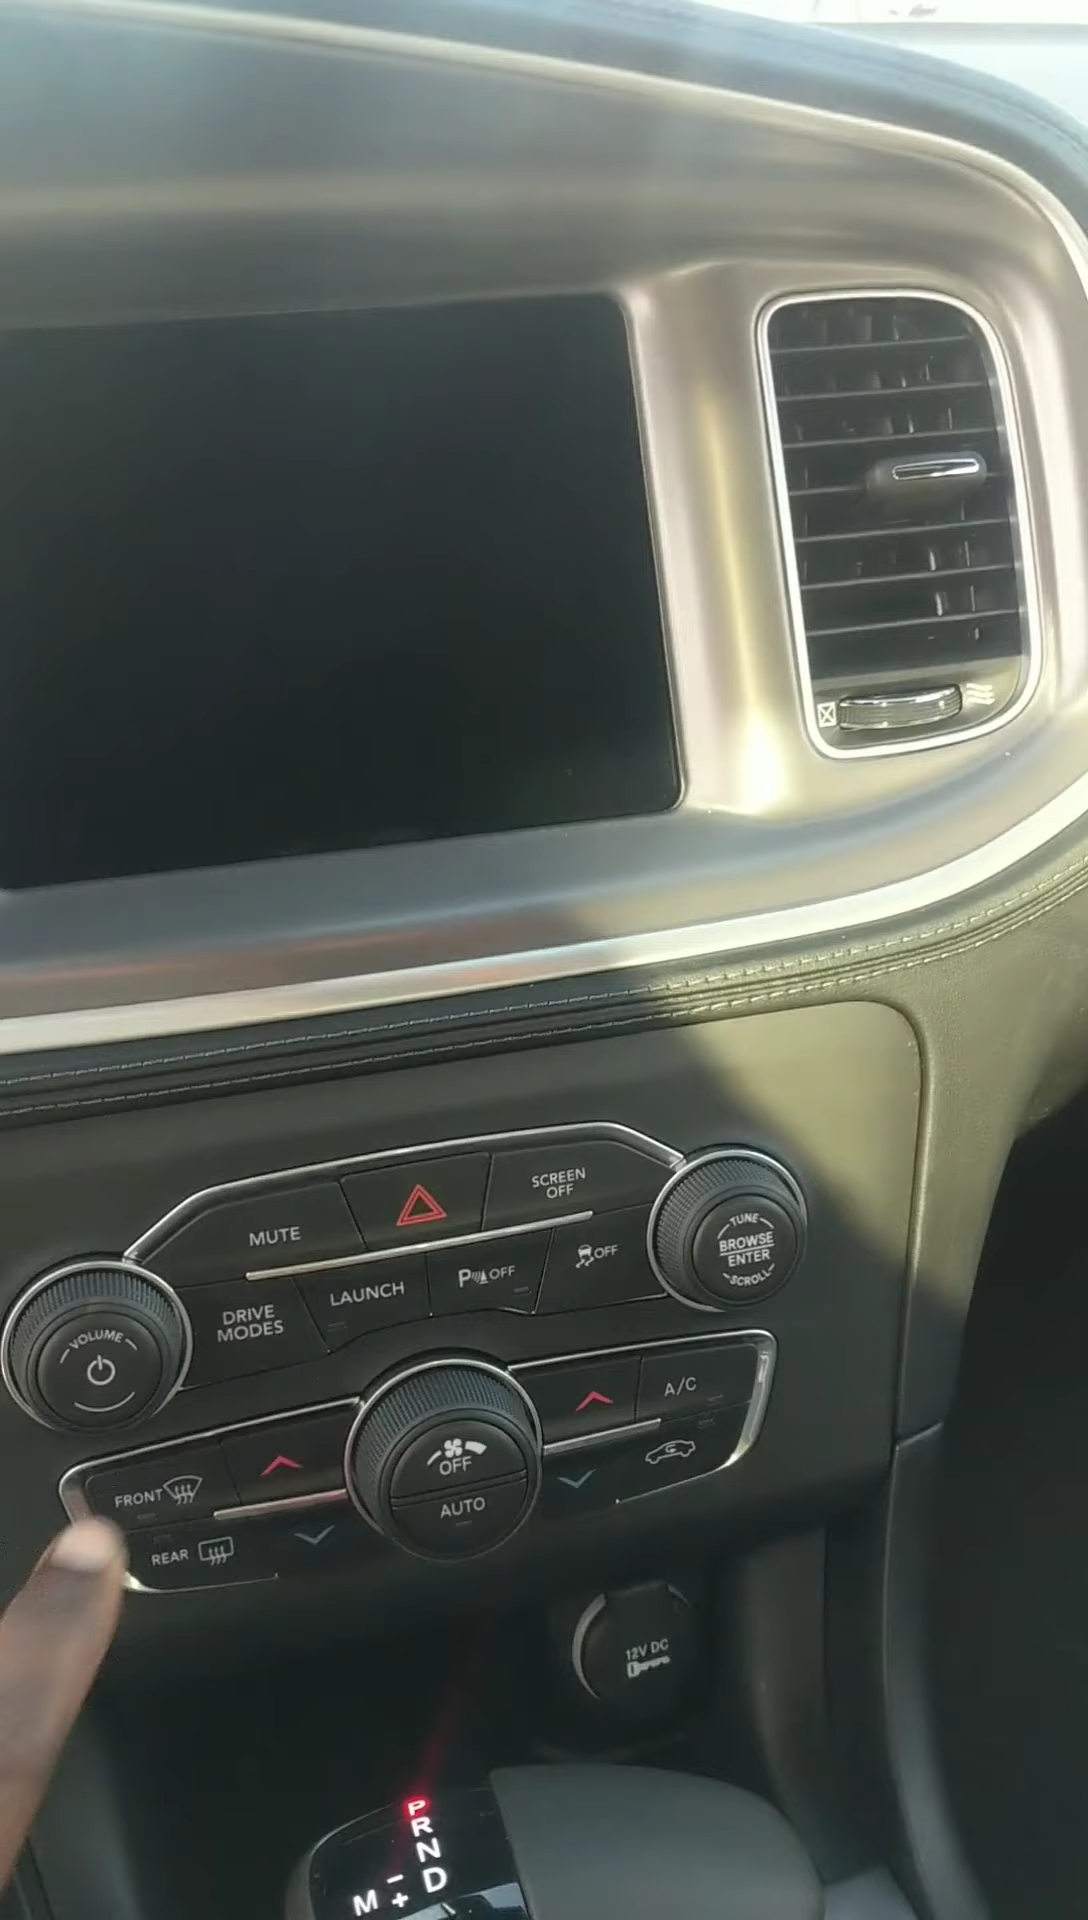 MUTE
SCREEN
OFF
TUNE
BROWSE
ENTER
SCROLL
VOLUME
DRIVE
MODES
LAUNCH
P OFF
OFF
A/C
OFF
AUTO
FRONT
REAR
12V DC
P
R
N
D
M
-
+